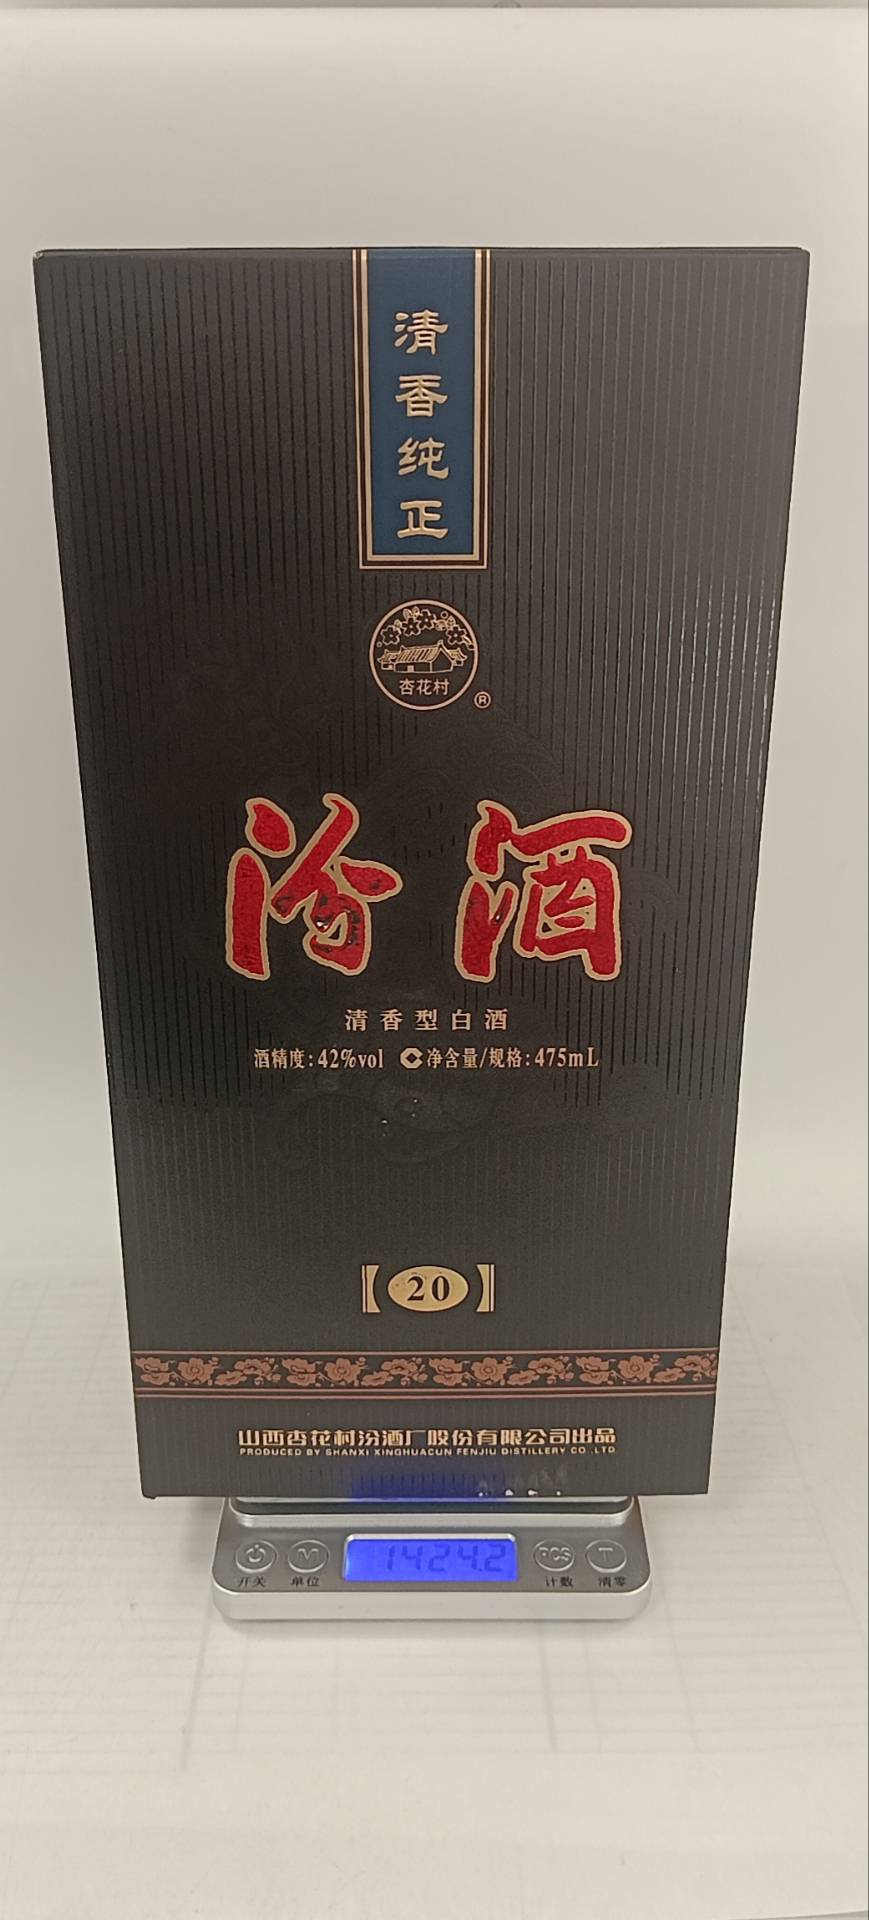 清香纯正
杏花村
®
汾酒
清香型白酒
酒精度:42%vol 净含量/规格:475mL
【20】
山西杏花村汾酒厂股份有限公司出品
PRODUCED BY SHANXI XINGHUACUN FENJIU DISTILLERY CO.,LTD
1424.2
PCS T
开关 单位 计数 清零